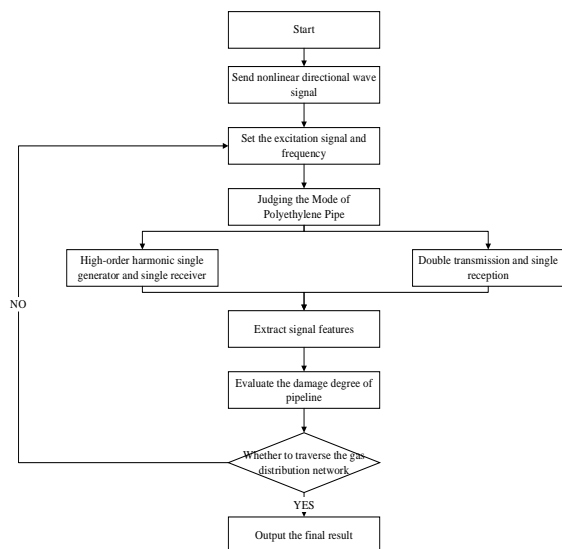 Start
Send nonlinear directional wave
signal
Set the excitation signal and
frequency
Judging the Mode of
Polyethylene Pipe
High-order harmonic single
generator and single receiver
Double transmission and single
reception
NO
Extract signal features
Evaluate the damage degree of
pipeline
Whether to traverse the gas
distribution network
YES
Output the final result